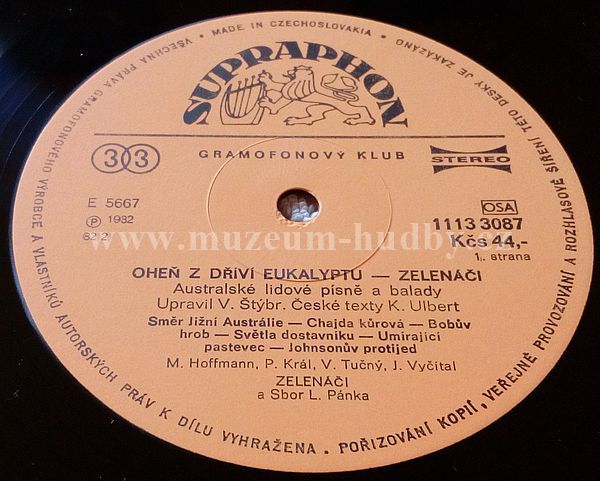 · MADE IN CZECHOSLOVAKIA · VŠECHNA PRÁVA GRAMOFONOVÉHO VÝROBCE A VLASTNÍKŮ AUTORSKÝCH PRÁV K DÍLU VYHRAŽENA. POŘIZOVÁNÍ KOPIÍ, VEŘEJNÉ PROVOZOVÁNÍ A ROZHLASOVÉ ŠÍŘENÍ TÉTO DESKY JE ZAKÁZÁNO
SUPRAPHON
33 GRAMOFONOVÝ KLUB STEREO
E 5667
Ⓟ 1982
82 2
OSA
1113 3087
Kčs 44,-
1. strana
www.muzeum-hudby.cz
OHEŇ Z DŘÍVÍ EUKALYPTU — ZELENÁČI
Australské lidové písně a balady
Upravil V. Štýbr. České texty K. Ulbert
Směr Jižní Austrálie — Chajda kůrová — Bobův
hrob — Světla dostavníku — Umírající
pastevec — Johnsonův protijed
M. Hoffmann, P. Král, V. Tučný, J. Vyčítal
ZELENÁČI
a Sbor L. Pánka